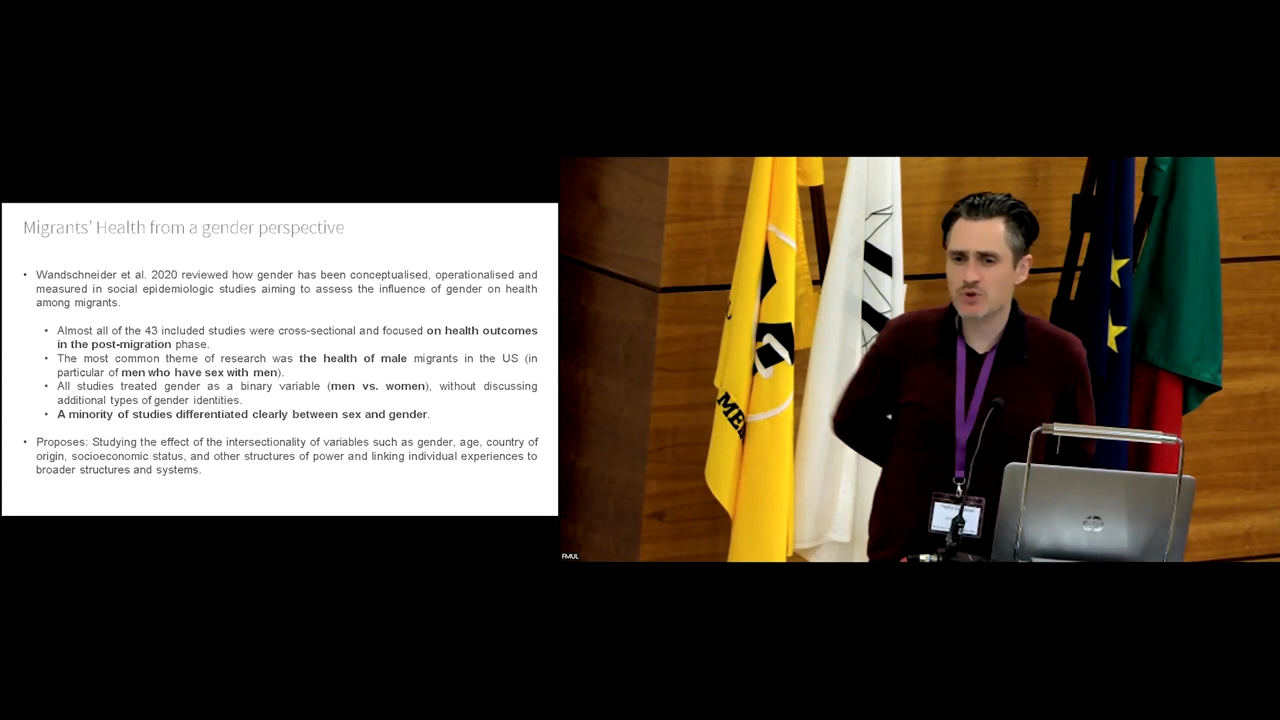 Migrants' Health from a gender perspective
• Wandschneider et al. 2020 reviewed how gender has been conceptualised, operationalised and
measured in social epidemiologic studies aiming to assess the influence of gender on health
among migrants.
• Almost all of the 43 included studies were cross-sectional and focused on health outcomes
in the post-migration phase.
• The most common theme of research was the health of male migrants in the US (in
particular of men who have sex with men).
• All studies treated gender as a binary variable (men vs. women), without discussing
additional types of gender identities.
• A minority of studies differentiated clearly between sex and gender.
• Proposes: Studying the effect of the intersectionality of variables such as gender, age, country of
origin, socioeconomic status, and other structures of power and linking individual experiences to
broader structures and systems.
FMUL
hp